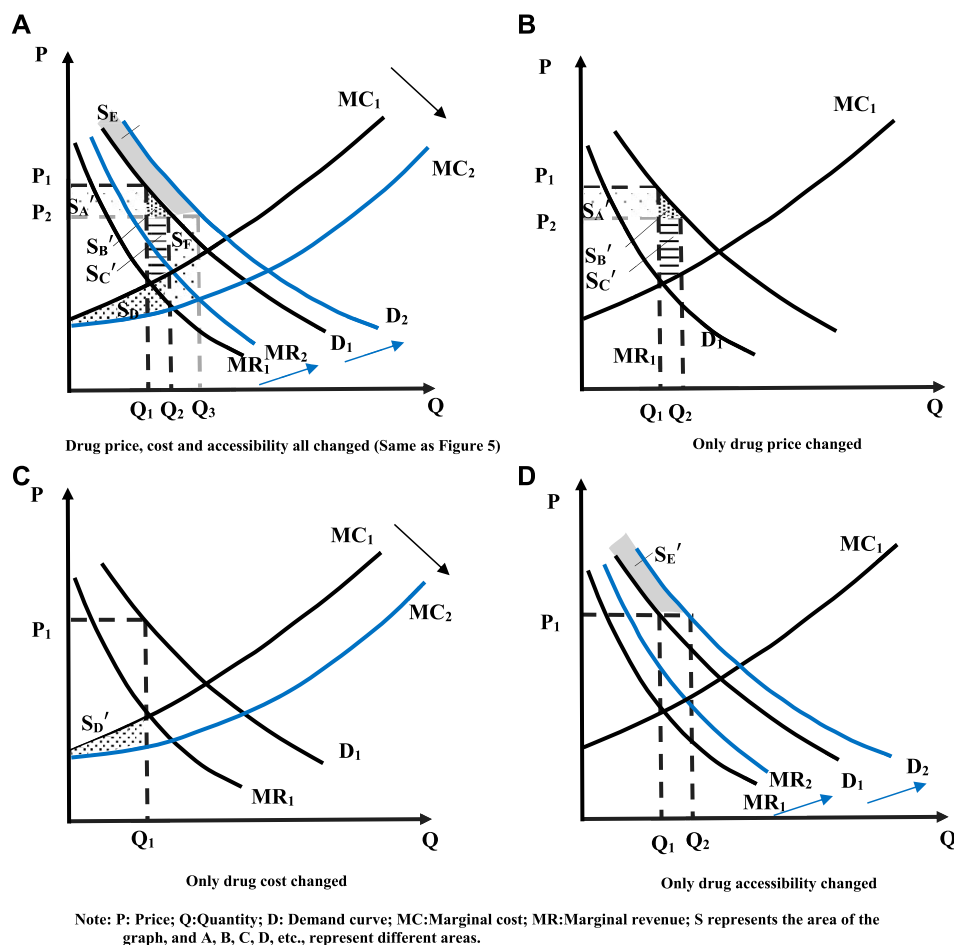 A
P
S_E
MC₁
MC₂
P₁
S_A′
P₂
S_B′
S_F
S_C′
S_D
D₂
D₁
MR₂
MR₁
Q₁ Q₂ Q₃
Q
Drug price, cost and accessibility all changed (Same as Figure 5)
B
P
MC₁
P₁
S_A′
P₂
S_B′
S_C′
MR₁
D₁
Q₁ Q₂
Q
Only drug price changed
C
P
MC₁
MC₂
P₁
S_D′
D₁
MR₁
Q₁
Q
Only drug cost changed
D
P
S_E′
MC₁
P₁
MR₂
D₁
D₂
MR₁
Q₁ Q₂
Q
Only drug accessibility changed
Note: P: Price; Q:Quantity; D: Demand curve; MC:Marginal cost; MR:Marginal revenue; S represents the area of the
graph, and A, B, C, D, etc., represent different areas.